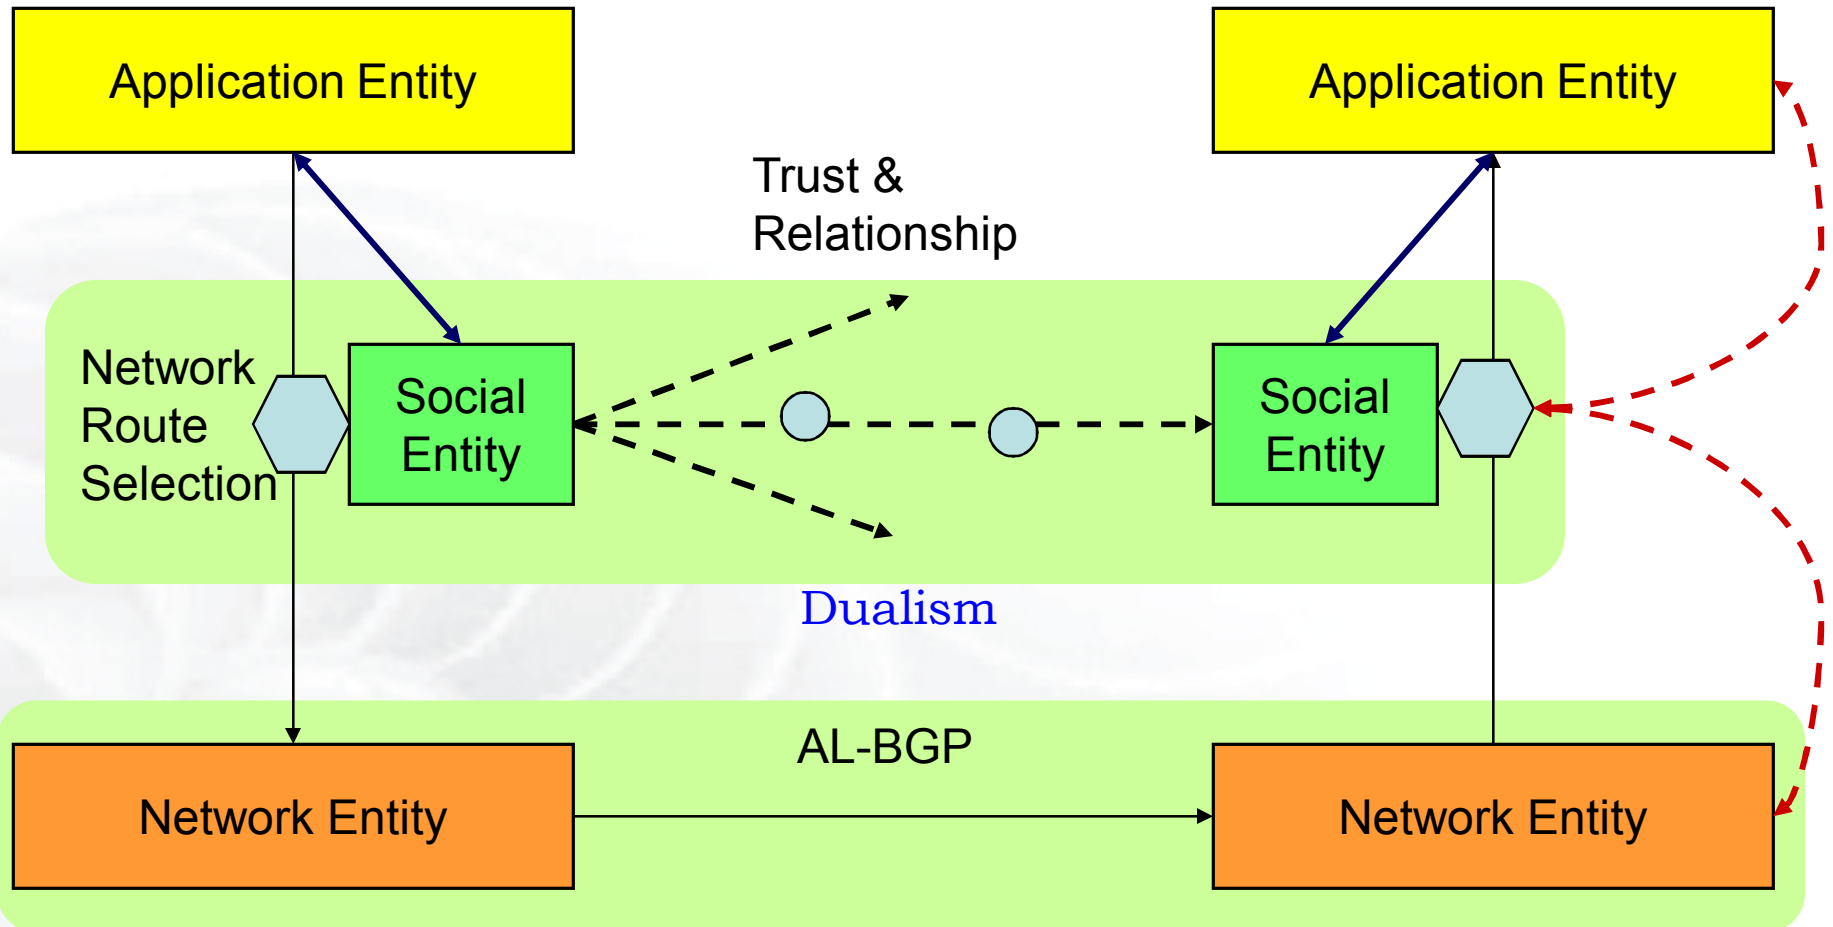 Application Entity
Application Entity
Trust &
Relationship
Network
Route
Selection
Social
Entity
Social
Entity
Dualism
AL-BGP
Network Entity
Network Entity